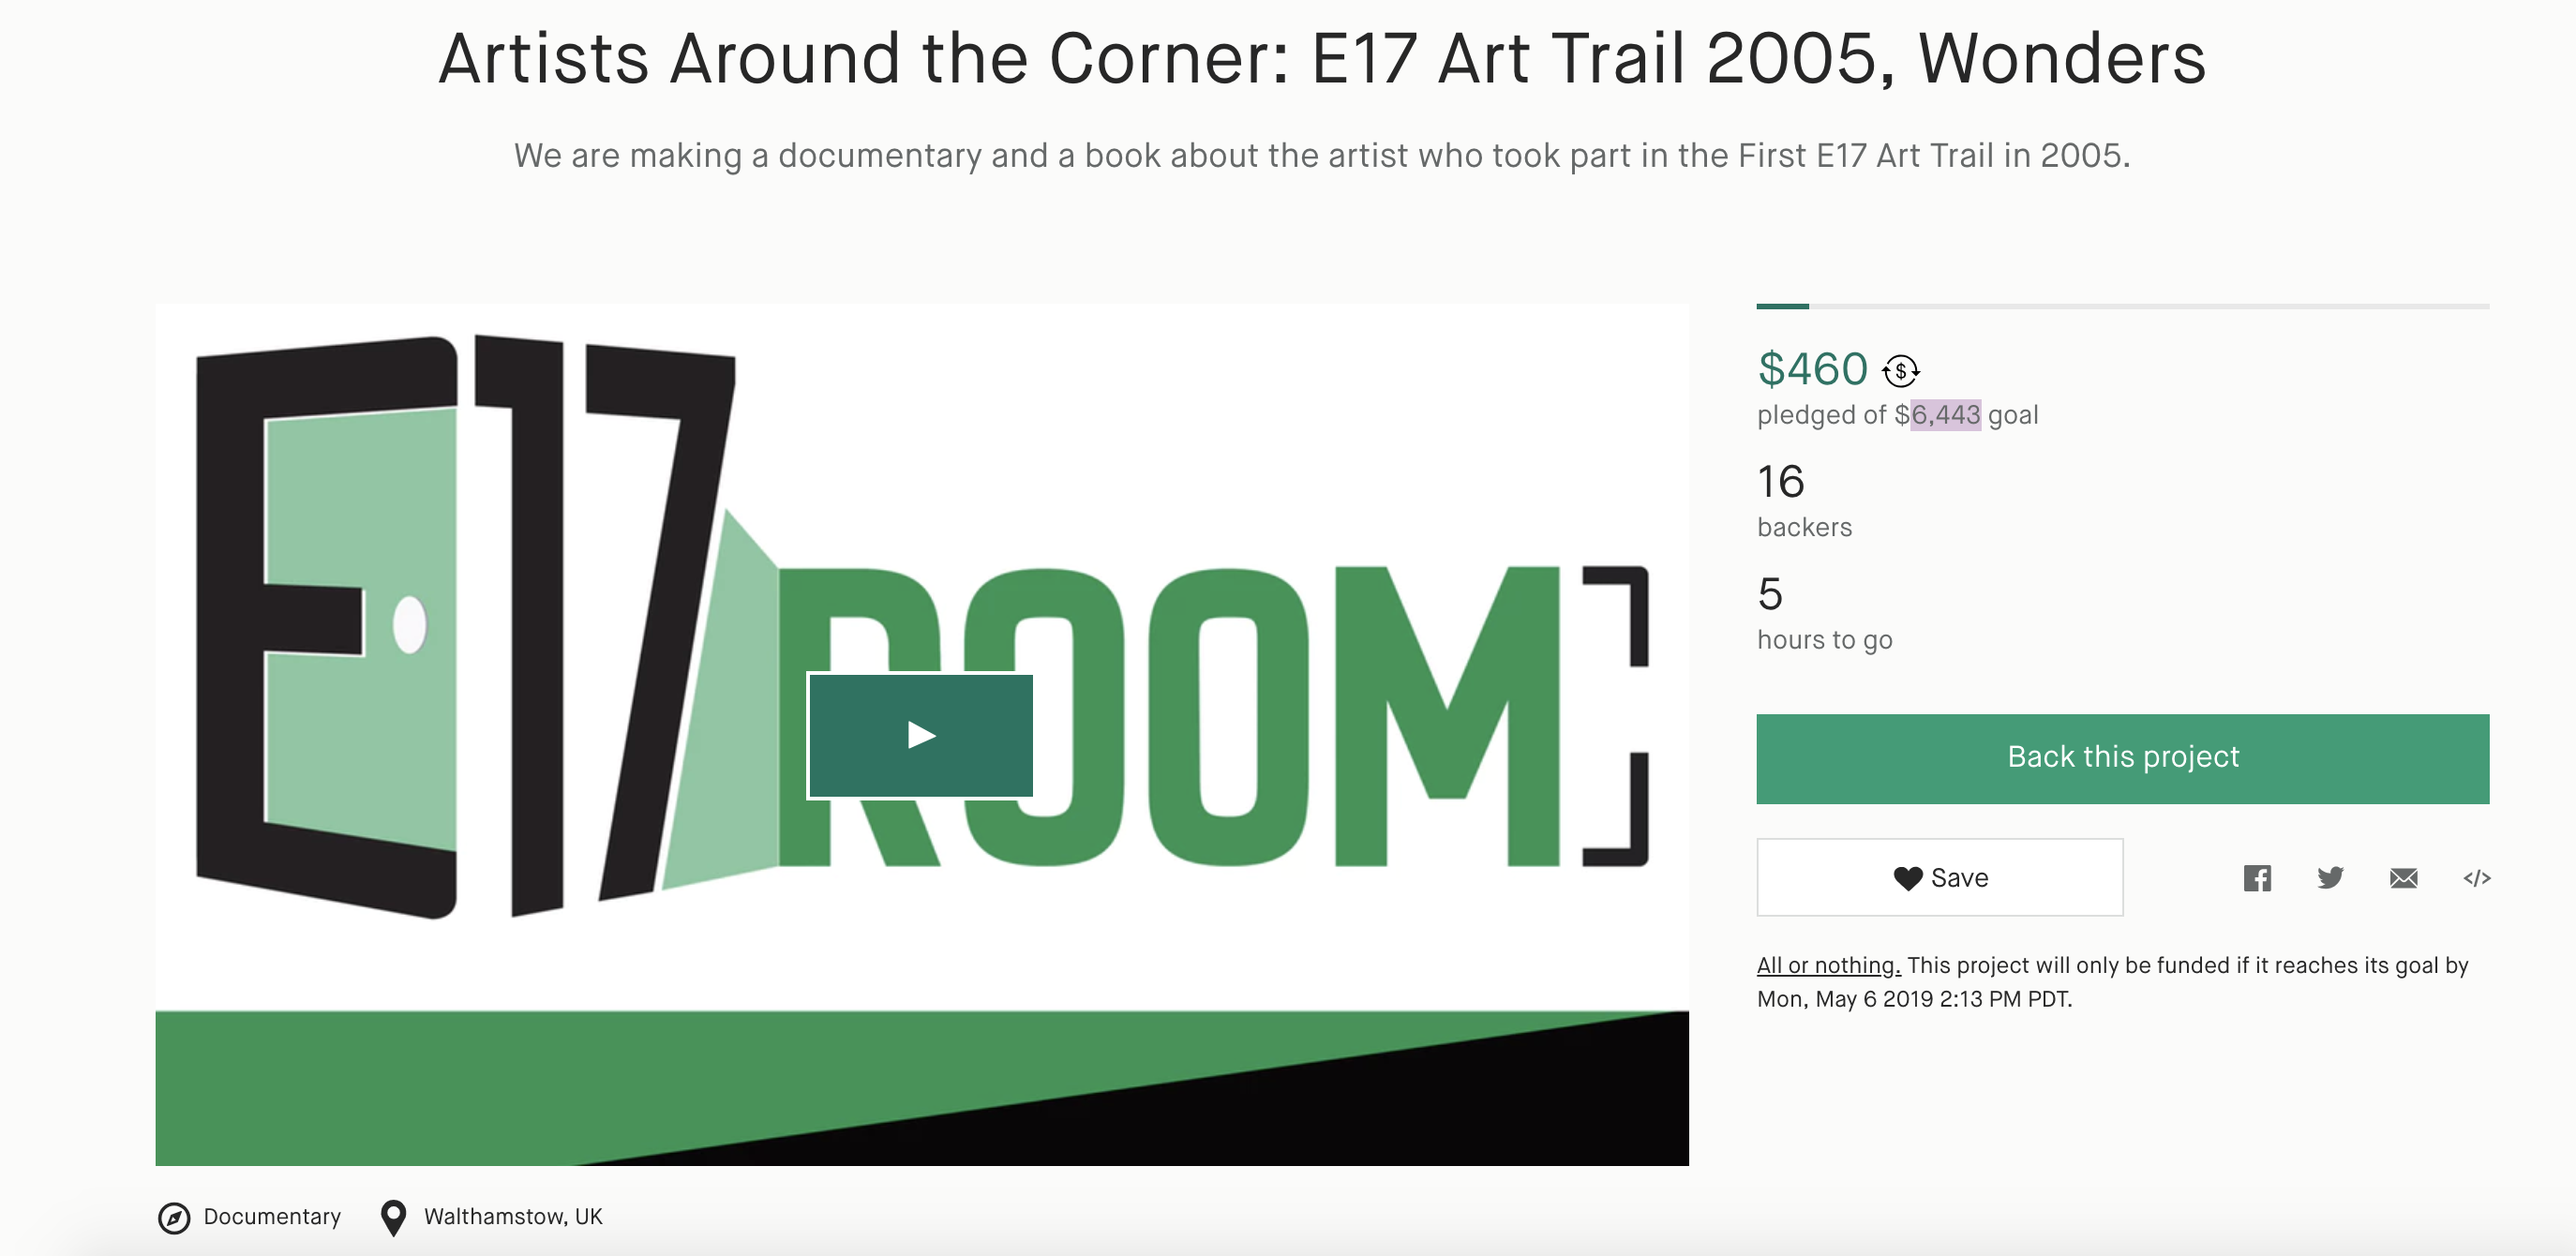 Artists Around the Corner: E17 Art Trail 2005, Wonders
We are making a documentary and a book about the artist who took part in the First E17 Art Trail in 2005.
E17 ROOM
$460
pledged of $6,443 goal
16
backers
5
hours to go
Back this project
Save
All or nothing. This project will only be funded if it reaches its goal by
Mon, May 6 2019 2:13 PM PDT.
Documentary
Walthamstow, UK